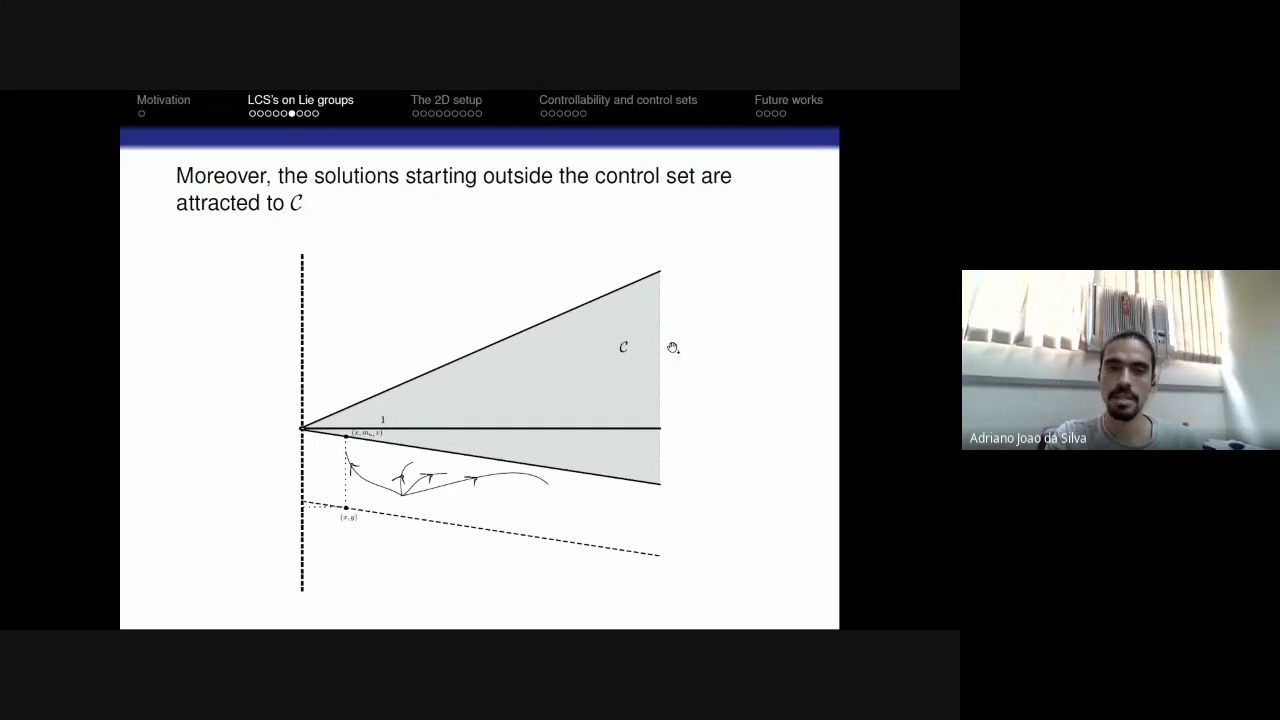 Motivation LCS's on Lie groups The 2D setup Controllability and control sets Future works
Moreover, the solutions starting outside the control set are
attracted to 𝒞
𝒞
1
(x, y)
Adriano Joao da Silva